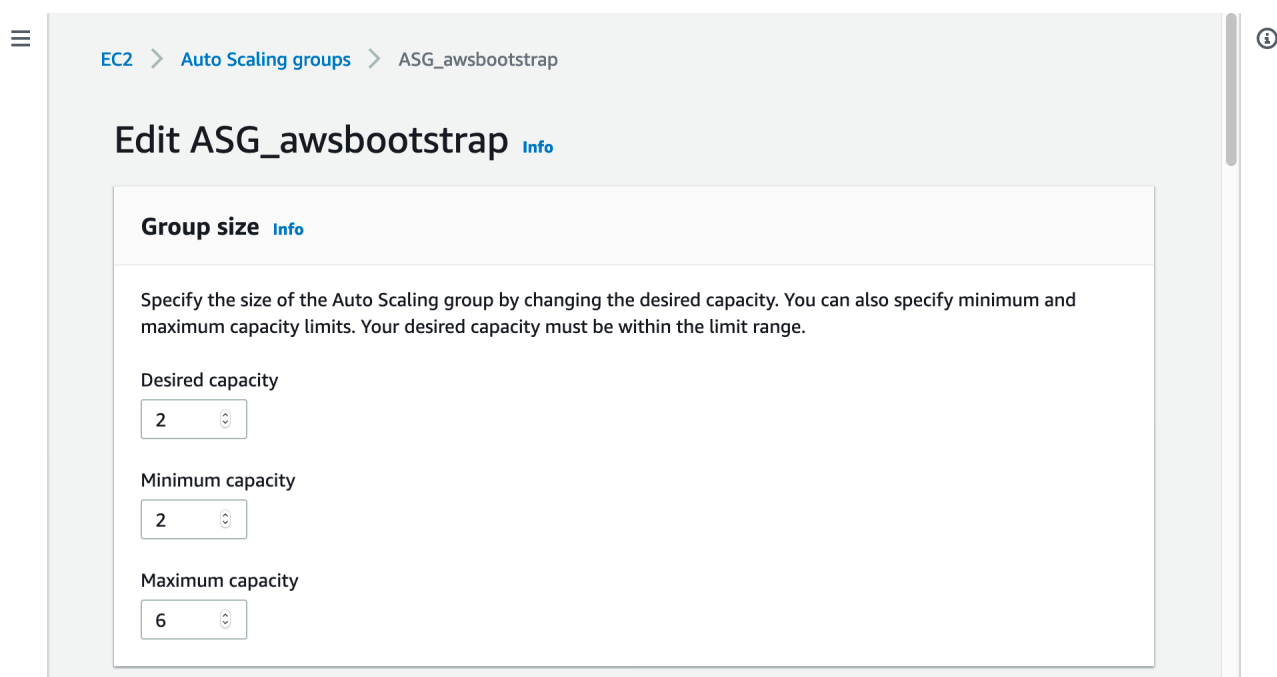 EC2 > Auto Scaling groups > ASG_awsbootstrap
Edit ASG_awsbootstrap Info
Group size Info
Specify the size of the Auto Scaling group by changing the desired capacity. You can also specify minimum and
maximum capacity limits. Your desired capacity must be within the limit range.
Desired capacity
2
Minimum capacity
2
Maximum capacity
6